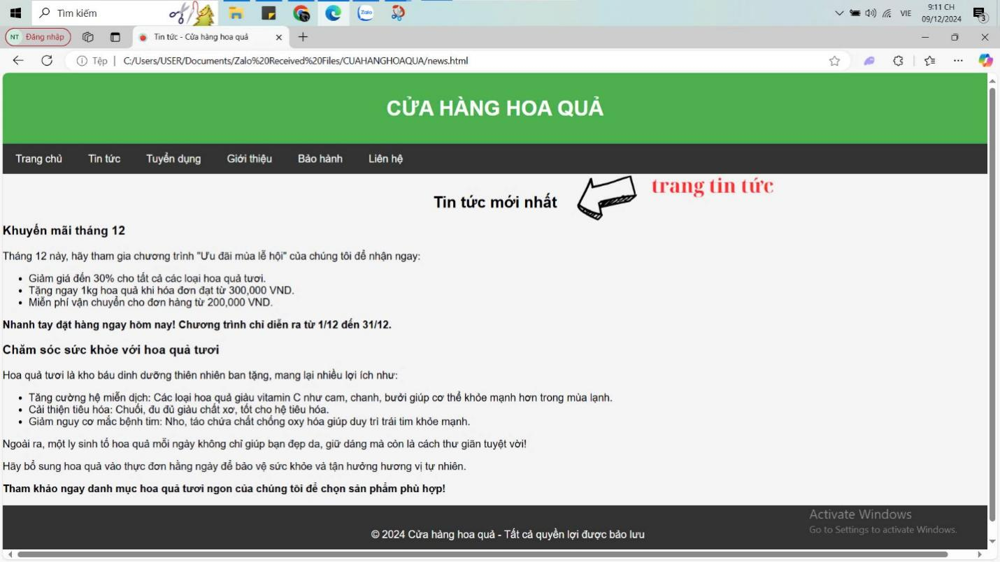 Tìm kiếm
Zalo
VIE
9:11 CH
09/12/2024
3
NT Đăng nhập
Tin tức - Cửa hàng hoa quả
Tệp | C:/Users/USER/Documents/Zalo%20Received%20Files/CUAHANGHOAQUA/news.html
CỬA HÀNG HOA QUẢ
Trang chủ Tin tức Tuyển dụng Giới thiệu Bảo hành Liên hệ
trang tin tức
Tin tức mới nhất
Khuyến mãi tháng 12
Tháng 12 này, hãy tham gia chương trình "Ưu đãi mùa lễ hội" của chúng tôi để nhận ngay:
• Giảm giá đến 30% cho tất cả các loại hoa quả tươi.
• Tặng ngay 1kg hoa quả khi hóa đơn đạt từ 300,000 VND.
• Miễn phí vận chuyển cho đơn hàng từ 200,000 VND.
Nhanh tay đặt hàng ngay hôm nay! Chương trình chỉ diễn ra từ 1/12 đến 31/12.
Chăm sóc sức khỏe với hoa quả tươi
Hoa quả tươi là kho báu dinh dưỡng thiên nhiên ban tặng, mang lại nhiều lợi ích như:
• Tăng cường hệ miễn dịch: Các loại hoa quả giàu vitamin C như cam, chanh, bưởi giúp cơ thể khỏe mạnh hơn trong mùa lạnh.
• Cải thiện tiêu hóa: Chuối, đu đủ giàu chất xơ, tốt cho hệ tiêu hóa.
• Giảm nguy cơ mắc bệnh tim: Nho, táo chứa chất chống oxy hóa giúp duy trì trái tim khỏe mạnh.
Ngoài ra, một ly sinh tố hoa quả mỗi ngày không chỉ giúp bạn đẹp da, giữ dáng mà còn là cách thư giãn tuyệt vời!
Hãy bổ sung hoa quả vào thực đơn hằng ngày để bảo vệ sức khỏe và tận hưởng hương vị tự nhiên.
Tham khảo ngay danh mục hoa quả tươi ngon của chúng tôi để chọn sản phẩm phù hợp!
Activate Windows
Go to Settings to activate Windows.
© 2024 Cửa hàng hoa quả - Tất cả quyền lợi được bảo lưu